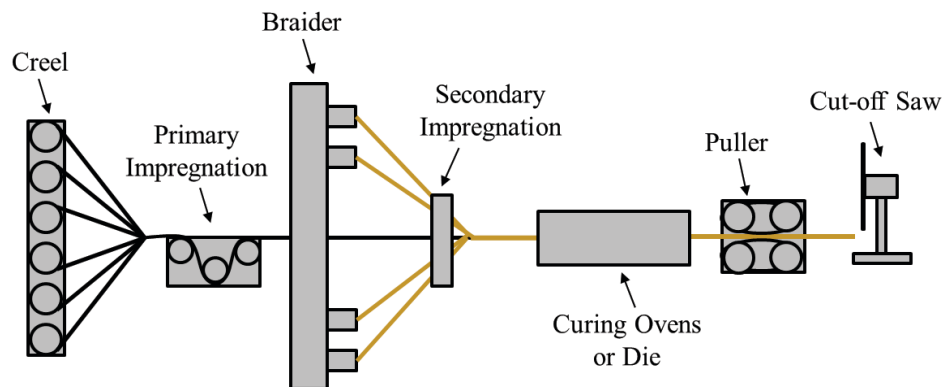 Creel
Primary
Impregnation
Braider
Secondary
Impregnation
Curing Ovens
or Die
Puller
Cut-off Saw